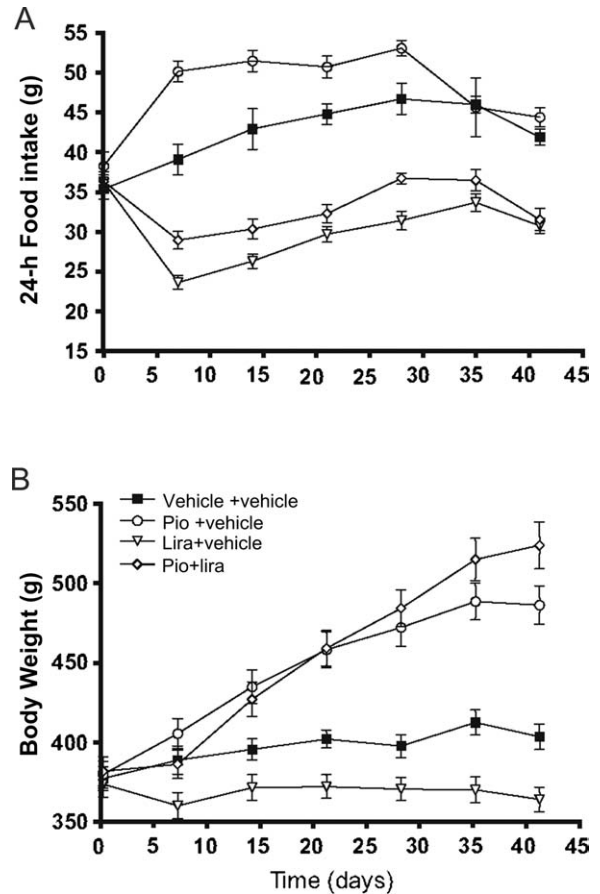 A
24-h Food intake (g)
55
50
45
40
35
30
25
20
15
0 5 10 15 20 25 30 35 40 45
B
Body Weight (g)
550
500
450
400
350
Vehicle +vehicle
Pio +vehicle
Lira+vehicle
Pio+lira
0 5 10 15 20 25 30 35 40 45
Time (days)